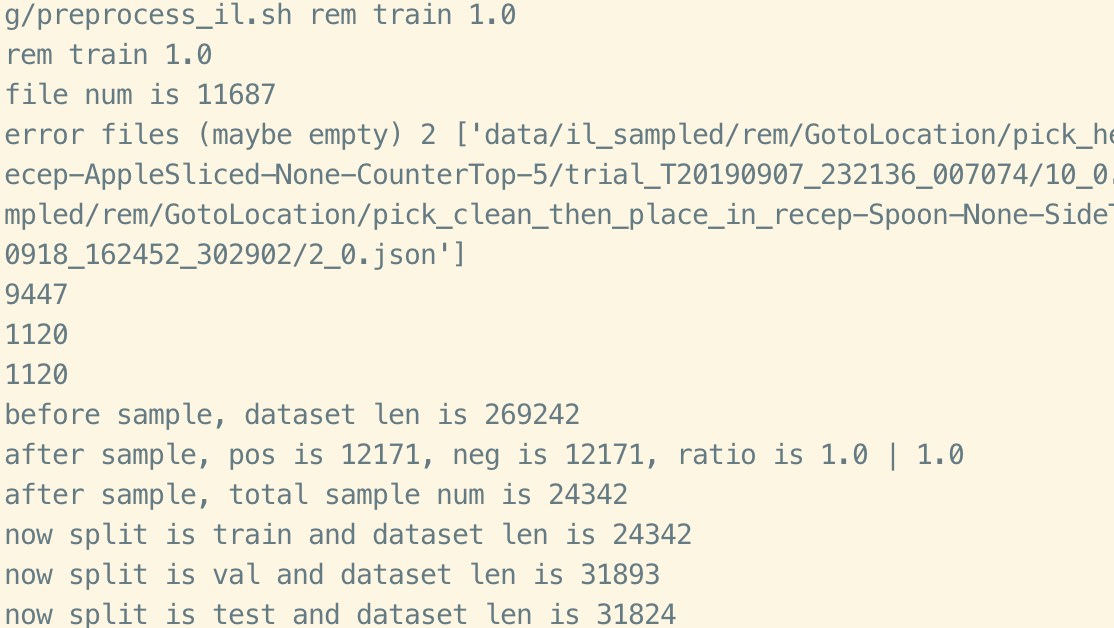 g/preprocess_il.sh rem train 1.0
rem train 1.0
file num is 11687
error files (maybe empty) 2 ['data/il_sampled/rem/GotoLocation/pick_he
ecep-AppleSliced-None-CounterTop-5/trial_T20190907_232136_007074/10_0.
mpled/rem/GotoLocation/pick_clean_then_place_in_recep-Spoon-None-SideT
0918_162452_302902/2_0.json']
9447
1120
1120
before sample, dataset len is 269242
after sample, pos is 12171, neg is 12171, ratio is 1.0 | 1.0
after sample, total sample num is 24342
now split is train and dataset len is 24342
now split is val and dataset len is 31893
now split is test and dataset len is 31824